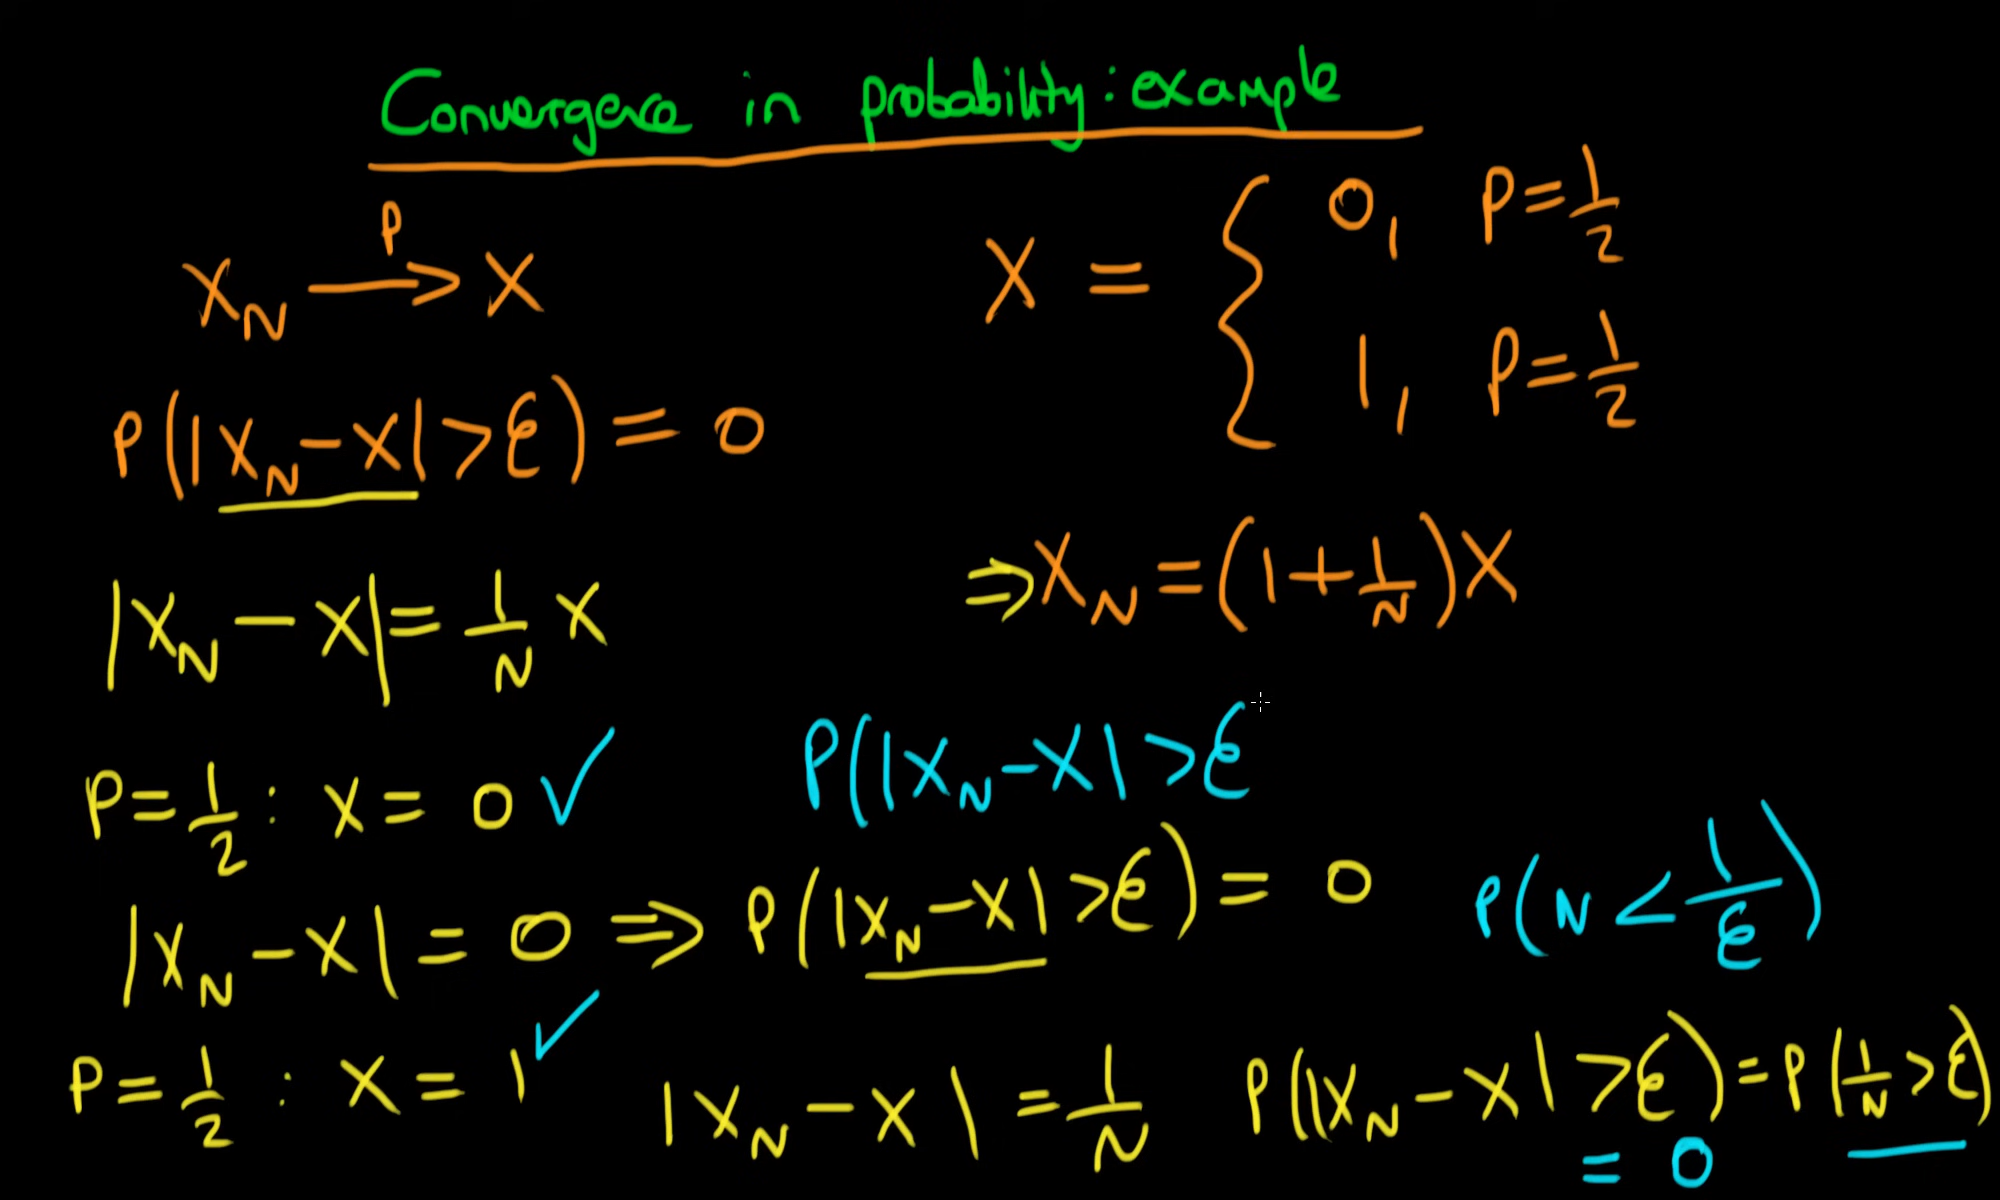 Convergence in probability: example
X_N →^P X
X = { 0, P = 1/2
1, P = 1/2
P(|X_N - X| > ε) = 0
⇒ X_N = (1 + 1/N) X
|X_N - X| = 1/N X
P = 1/2 : X = 0 ✓
P(|X_N - X| > ε
|X_N - X| = 0 ⇒ P(|X_N - X| > ε) = 0
P(N < 1/ε)
P = 1/2 : X = 1 ✓
|X_N - X| = 1/N
P(|X_N - X| > ε) = P(1/N > ε)
= 0